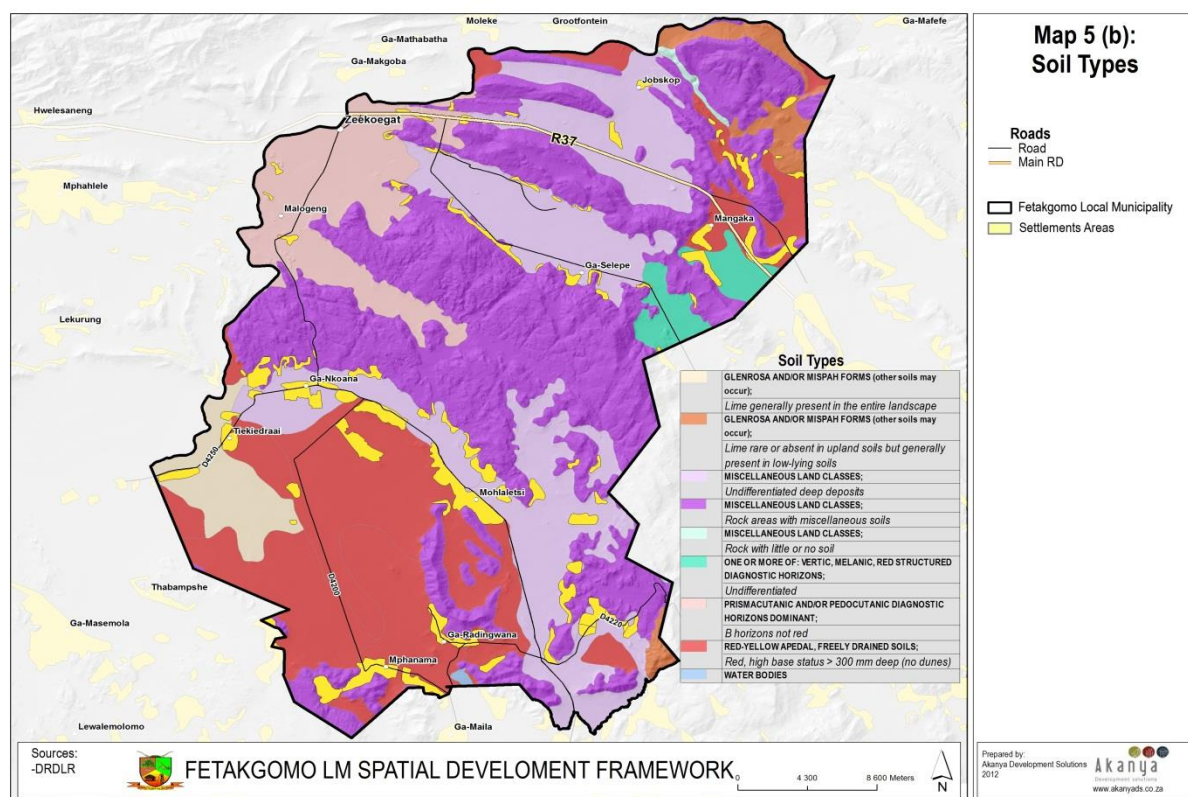 Moleke
Grootfontein
Ga-Mafefe
Ga-Mathabatha
Ga-Makgoba
Jobskop
Hwelesaneng
Zeekoegat
R37
Mphahlele
Malogeng
Mangaka
Ga-Selepe
Lekurung
Ga-Nkoana
Tiekiedraai
D4250
Mohlaletsi
D4200
Thabampshe
Ga-Masemola
D4220
Ga-Radingwana
Mphanama
Lewalemolomo
Ga-Maila
Soil Types
GLENROSA AND/OR MISPAH FORMS (other soils may
occur);
Lime generally present in the entire landscape
GLENROSA AND/OR MISPAH FORMS (other soils may
occur);
Lime rare or absent in upland soils but generally
present in low-lying soils
MISCELLANEOUS LAND CLASSES;
Undifferentiated deep deposits
MISCELLANEOUS LAND CLASSES;
Rock areas with miscellaneous soils
MISCELLANEOUS LAND CLASSES;
Rock with little or no soil
ONE OR MORE OF: VERTIC, MELANIC, RED STRUCTURED
DIAGNOSTIC HORIZONS;
Undifferentiated
PRISMACUTANIC AND/OR PEDOCUTANIC DIAGNOSTIC
HORIZONS DOMINANT;
B horizons not red
RED-YELLOW APEDAL, FREELY DRAINED SOILS;
Red, high base status > 300 mm deep (no dunes)
WATER BODIES
Sources:
-DRDLR
FETAKGOMO LM SPATIAL DEVELOMENT FRAMEWORK
0
4 300
8 600 Meters
N
Map 5 (b):
Soil Types
Roads
Road
Main RD
Fetakgomo Local Municipality
Settlements Areas
Prepared by:
Akanya Development Solutions
2012
Akanya
Development solutions
www.akanyads.co.za